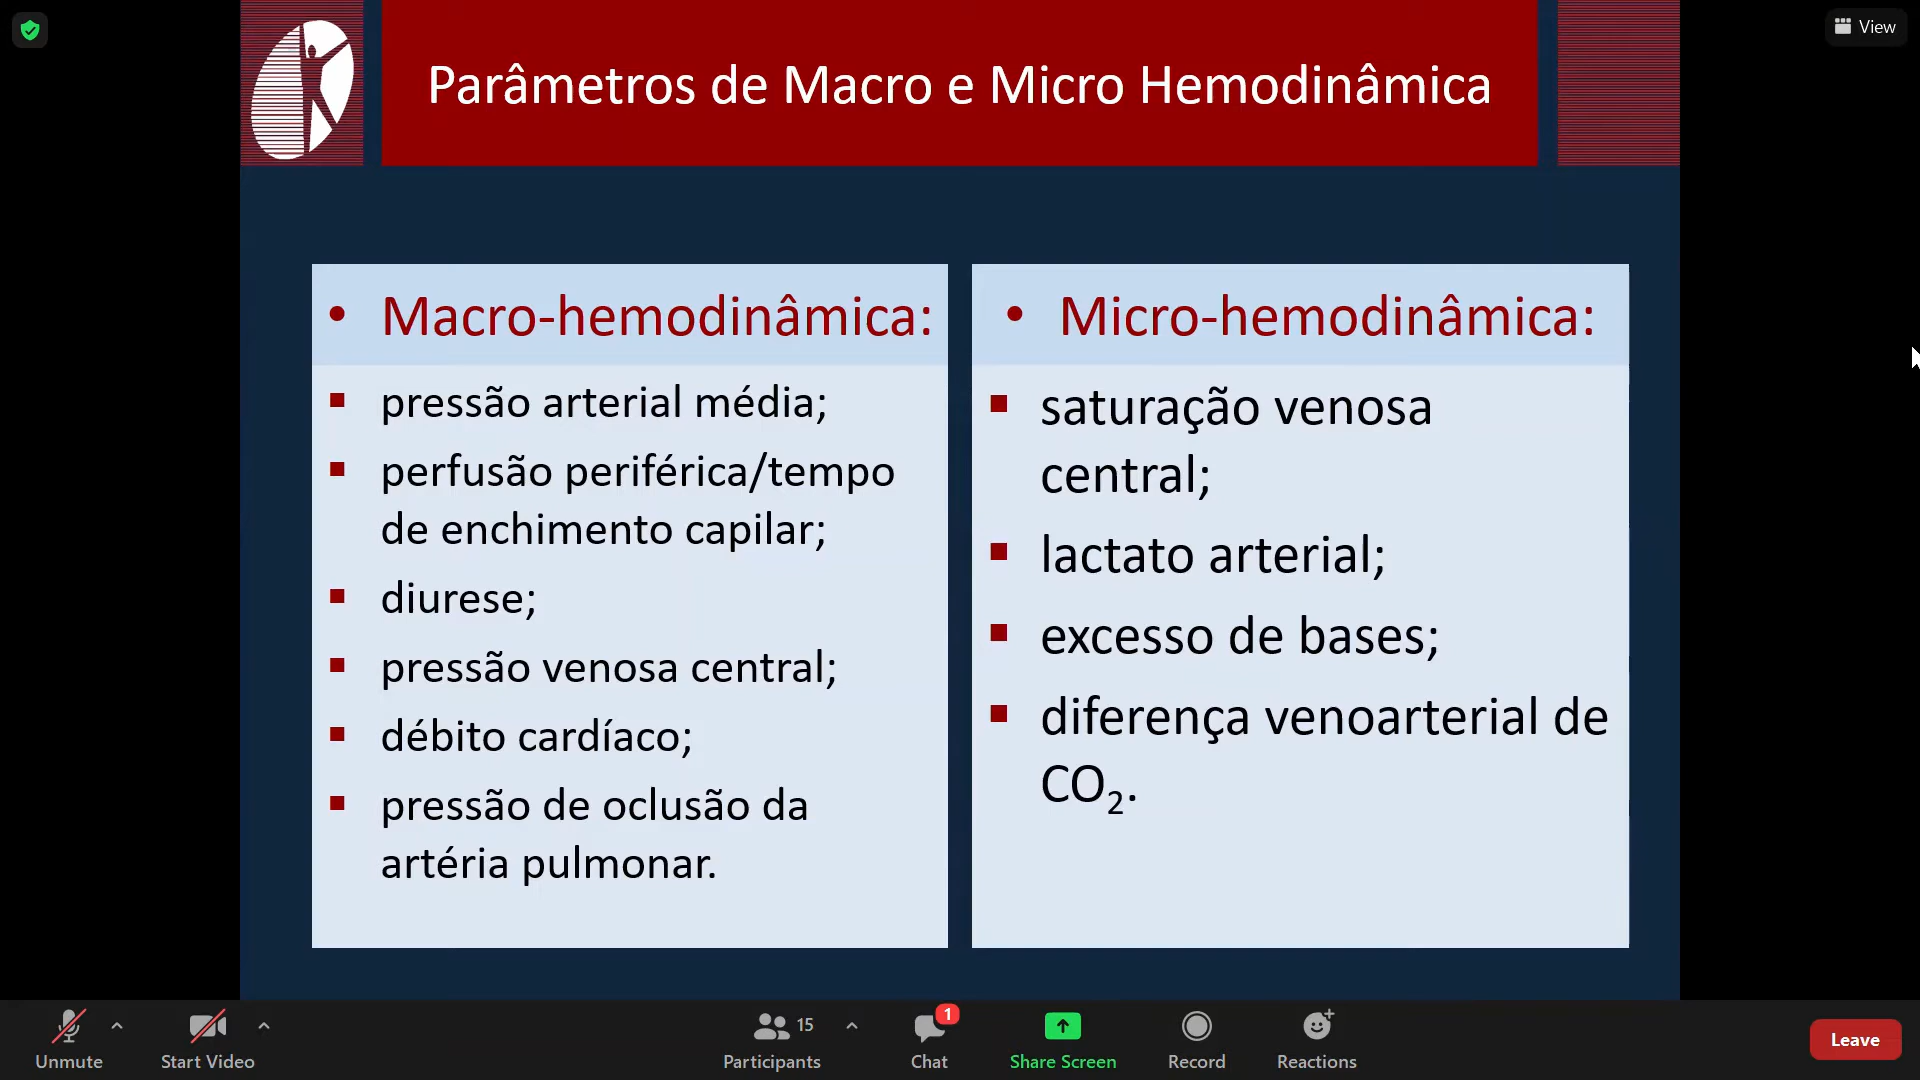 View
Parâmetros de Macro e Micro Hemodinâmica
• Macro-hemodinâmica:
▪ pressão arterial média;
▪ perfusão periférica/tempo
de enchimento capilar;
▪ diurese;
▪ pressão venosa central;
▪ débito cardíaco;
▪ pressão de oclusão da
artéria pulmonar.
• Micro-hemodinâmica:
▪ saturação venosa
central;
▪ lactato arterial;
▪ excesso de bases;
▪ diferença venoarterial de
CO₂.
Unmute
Start Video
15
Participants
1
Chat
Share Screen
Record
Reactions
Leave